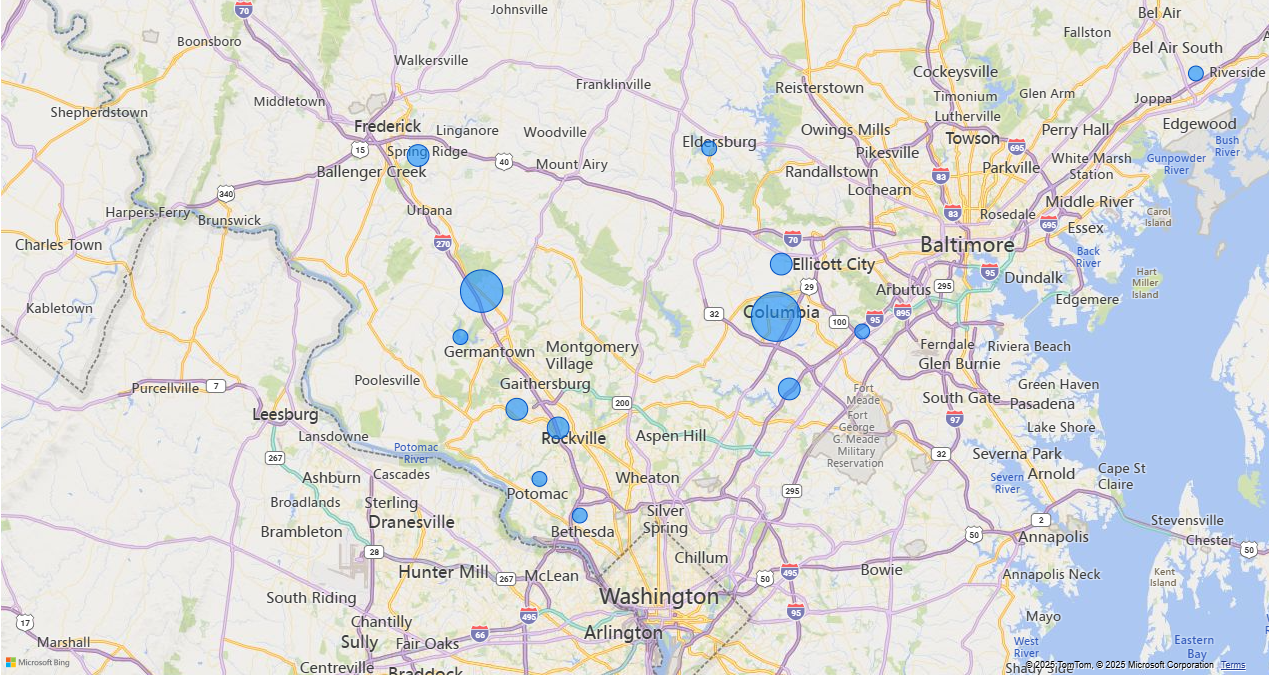 70
Johnsville
Bel Air
Fallston
Boonsboro
Bel Air South
Walkersville
Cockeysville
Riverside
Franklinville
Reisterstown
Timonium
Glen Arm
Joppa
Shepherdstown
Middletown
Lutherville
Frederick
Linganore
Woodville
Owings Mills
Towson
Perry Hall
Edgewood
15
Spring Ridge
Eldersburg
Pikesville
695
Bush
River
40
Mount Airy
White Marsh
Station
Gunpowder
River
Ballenger Creek
Randallstown
83
Parkville
340
Lochearn
Harpers Ferry
Brunswick
Urbana
83
Rosedale
Middle River
Carol
Island
695
Essex
Charles Town
270
70
Baltimore
Back
River
Ellicott City
95
Dundalk
Hart
Miller
Island
29
Arbutus
295
Edgemere
Kabletown
32
Columbia
100
95
895
Germantown
Montgomery
Village
Ferndale
Riviera Beach
Glen Burnie
Poolesville
Gaithersburg
Purcellville
7
200
Fort
Meade
Fort
George
G. Meade
Military
Reservation
Green Haven
South Gate
Pasadena
Leesburg
97
Lake Shore
Lansdowne
Rockville
Aspen Hill
Potomac
River
267
32
Severna Park
Ashburn
Cascades
Wheaton
Severn
River
Arnold
Cape St
Claire
Broadlands
Sterling
Potomac
295
Dranesville
Silver
Spring
2
Stevensville
Brambleton
Bethesda
50
Annapolis
Chester
50
28
Chillum
Hunter Mill
267
McLean
50
495
Bowie
Annapolis Neck
Kent
Island
South Riding
Washington
17
Chantilly
495
95
Mayo
Marshall
Sully
Fair Oaks
66
Arlington
West
River
Eastern
Bay
Microsoft Bing
Centreville
Braddock
Shady Side
© 2025 TomTom, © 2025 Microsoft Corporation
Terms